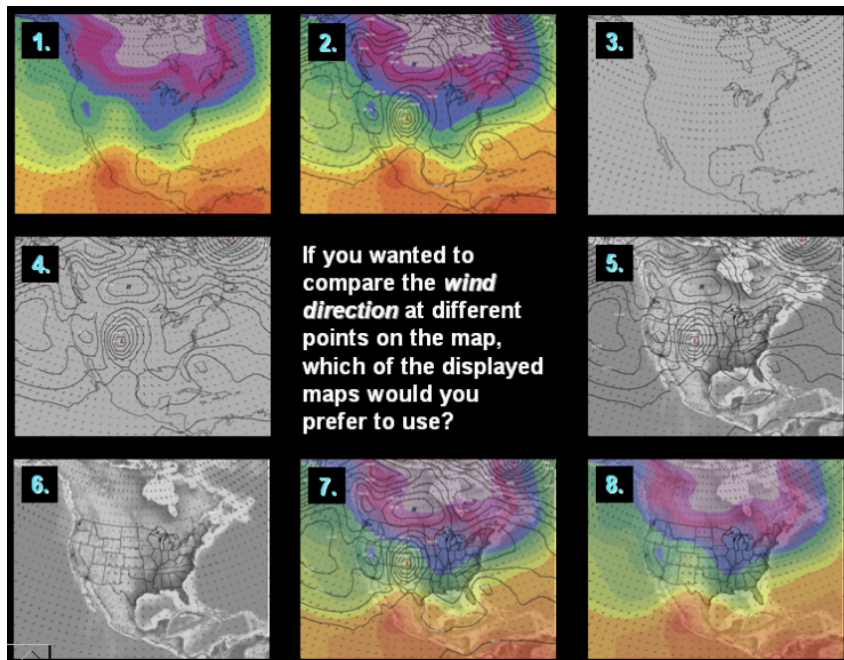 1.
2.
3.
4.
If you wanted to
compare the wind
direction at different
points on the map,
which of the displayed
maps would you
prefer to use?
5.
6.
7.
8.